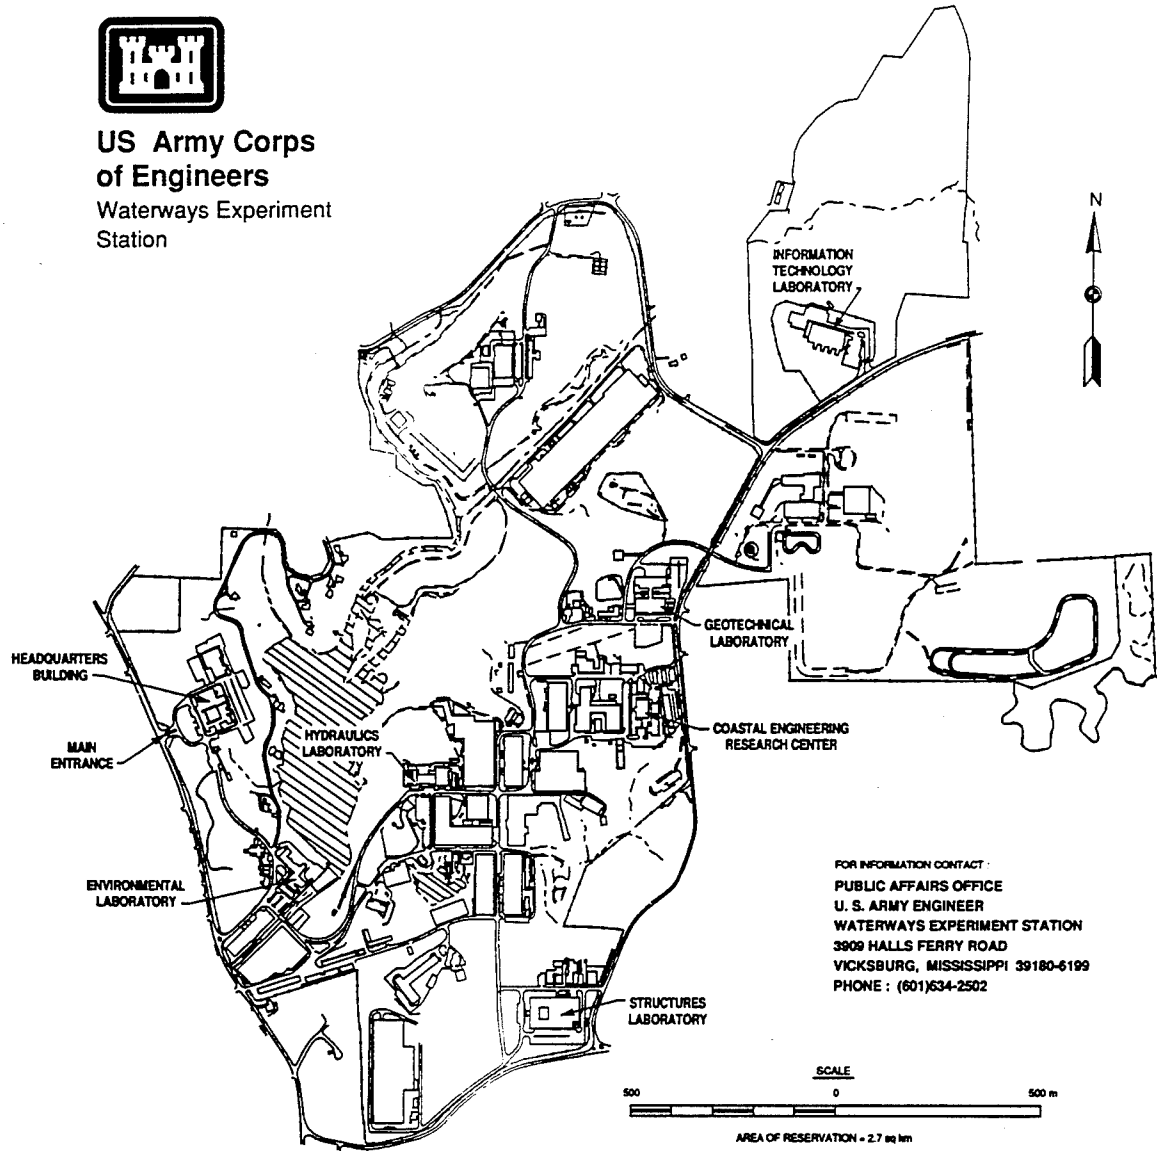 US Army Corps
of Engineers
Waterways Experiment
Station
N
INFORMATION
TECHNOLOGY
LABORATORY
GEOTECHNICAL
LABORATORY
HEADQUARTERS
BUILDING
HYDRAULICS
LABORATORY
COASTAL ENGINEERING
RESEARCH CENTER
MAIN
ENTRANCE
ENVIRONMENTAL
LABORATORY
FOR INFORMATION CONTACT :
PUBLIC AFFAIRS OFFICE
U. S. ARMY ENGINEER
WATERWAYS EXPERIMENT STATION
3909 HALLS FERRY ROAD
VICKSBURG, MISSISSIPPI 39180-6199
PHONE : (601)634-2502
STRUCTURES
LABORATORY
SCALE
500 0 500 m
AREA OF RESERVATION = 2.7 sq km